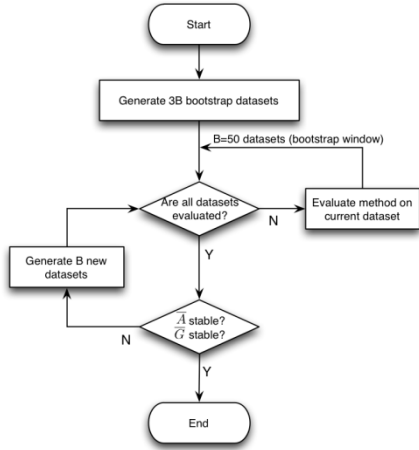 Start
Generate 3B bootstrap datasets
B=50 datasets (bootstrap window)
Are all datasets
evaluated?
N
Evaluate method on
current dataset
Y
Generate B new
datasets
A̅ stable?
G̅ stable?
N
Y
End